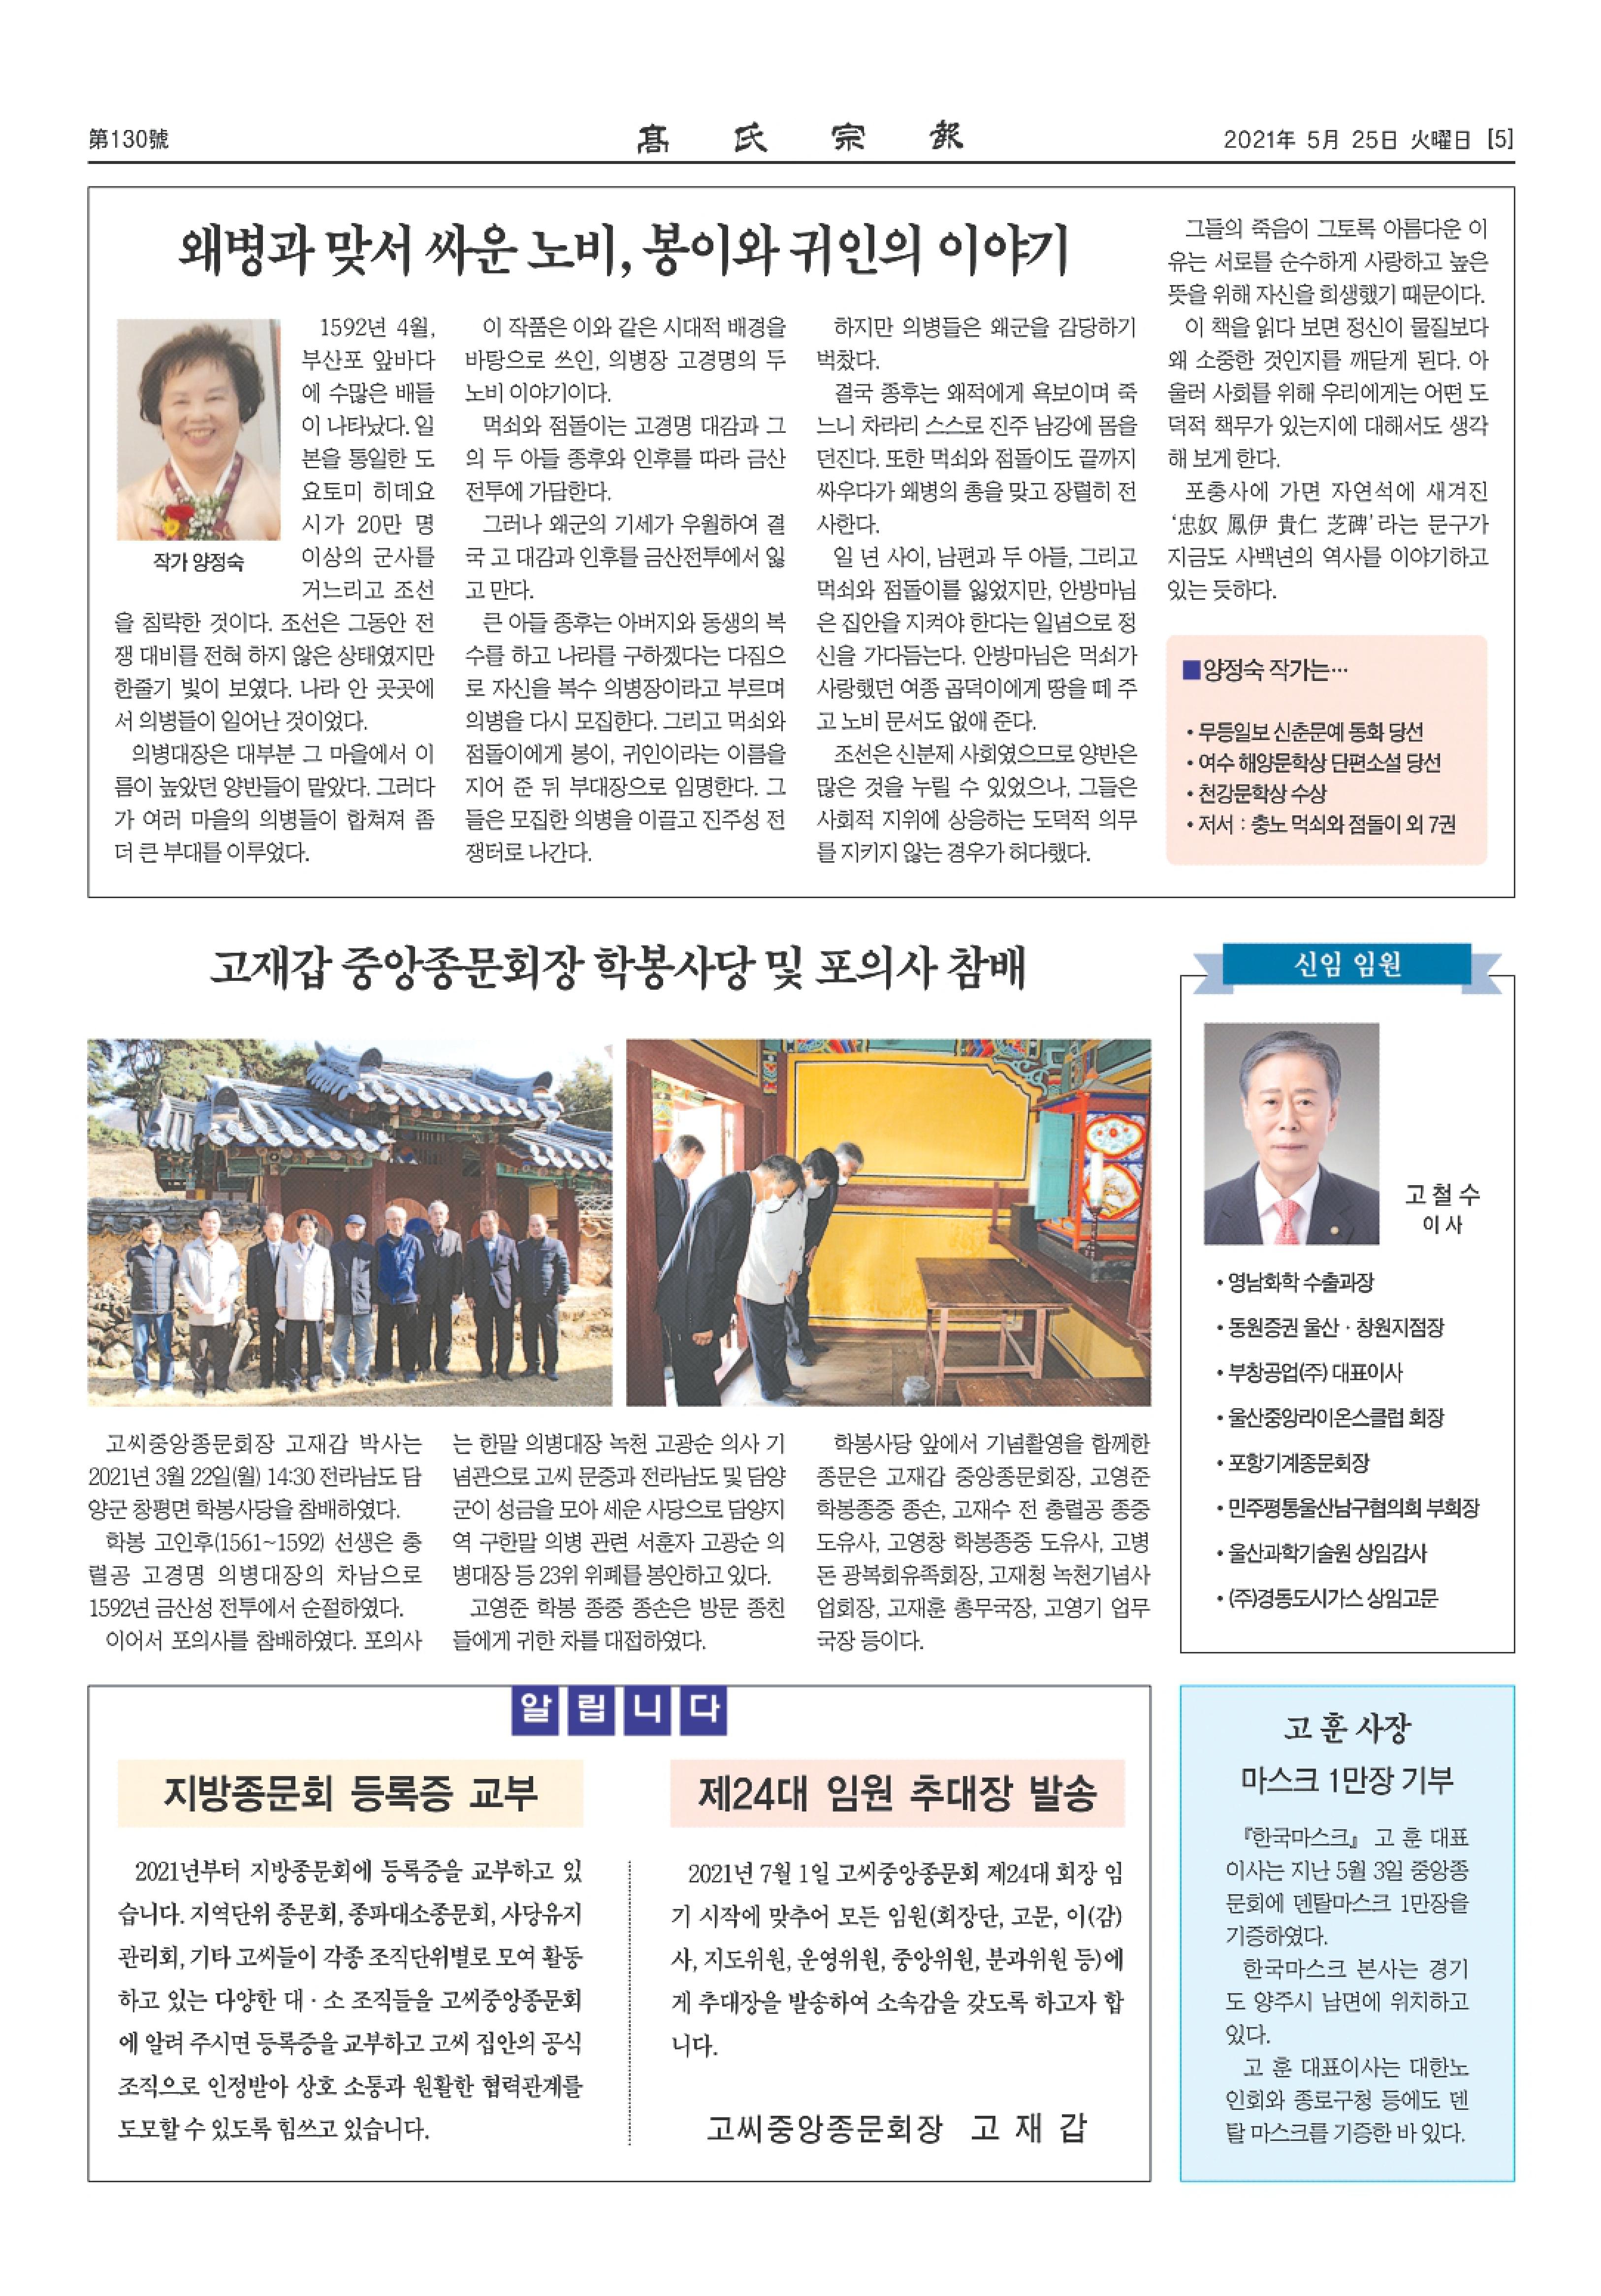 第130號
高氏宗報
2021年 5月 25日 火曜日 [5]
왜병과 맞서 싸운 노비, 봉이와 귀인의 이야기
작가 양정숙
1592년 4월,
부산포 앞바다
에 수많은 배들
이 나타났다. 일
본을 통일한 도
요토미 히데요
시가 20만 명
이상의 군사를
거느리고 조선
을 침략한 것이다. 조선은 그동안 전
쟁 대비를 전혀 하지 않은 상태였지만
한줄기 빛이 보였다. 나라 안 곳곳에
서 의병들이 일어난 것이었다.
의병대장은 대부분 그 마을에서 이
름이 높았던 양반들이 맡았다. 그러다
가 여러 마을의 의병들이 합쳐져 좀
더 큰 부대를 이루었다.
이 작품은 이와 같은 시대적 배경을
바탕으로 쓰인, 의병장 고경명의 두
노비 이야기이다.
먹쇠와 점돌이는 고경명 대감과 그
의 두 아들 종후와 인후를 따라 금산
전투에 가담한다.
그러나 왜군의 기세가 우월하여 결
국 고 대감과 인후를 금산전투에서 잃
고 만다.
큰 아들 종후는 아버지와 동생의 복
수를 하고 나라를 구하겠다는 다짐으
로 자신을 복수 의병장이라고 부르며
의병을 다시 모집한다. 그리고 먹쇠와
점돌이에게 봉이, 귀인이라는 이름을
지어 준 뒤 부대장으로 임명한다. 그
들은 모집한 의병을 이끌고 진주성 전
쟁터로 나간다.
하지만 의병들은 왜군을 감당하기
벅찼다.
결국 종후는 왜적에게 욕보이며 죽
느니 차라리 스스로 진주 남강에 몸을
던진다. 또한 먹쇠와 점돌이도 끝까지
싸우다가 왜병의 총을 맞고 장렬히 전
사한다.
일 년 사이, 남편과 두 아들, 그리고
먹쇠와 점돌이를 잃었지만, 안방마님
은 집안을 지켜야 한다는 일념으로 정
신을 가다듬는다. 안방마님은 먹쇠가
사랑했던 여종 곱덕이에게 땅을 떼 주
고 노비 문서도 없애 준다.
조선은 신분제 사회였으므로 양반은
많은 것을 누릴 수 있었으나, 그들은
사회적 지위에 상응하는 도덕적 의무
를 지키지 않는 경우가 허다했다.
그들의 죽음이 그토록 아름다운 이
유는 서로를 순수하게 사랑하고 높은
뜻을 위해 자신을 희생했기 때문이다.
이 책을 읽다 보면 정신이 물질보다
왜 소중한 것인지를 깨닫게 된다. 아
울러 사회를 위해 우리에게는 어떤 도
덕적 책무가 있는지에 대해서도 생각
해 보게 한다.
포충사에 가면 자연석에 새겨진
‘忠奴 鳳伊 貴仁 芝碑’라는 문구가
지금도 사백년의 역사를 이야기하고
있는 듯하다.
■양정숙 작가는…
• 무등일보 신춘문예 동화 당선
• 여수 해양문학상 단편소설 당선
• 천강문학상 수상
• 저서 : 충노 먹쇠와 점돌이 외 7권
고재갑 중앙종문회장 학봉사당 및 포의사 참배
고씨중앙종문회장 고재갑 박사는
2021년 3월 22일(월) 14:30 전라남도 담
양군 창평면 학봉사당을 참배하였다.
학봉 고인후(1561~1592) 선생은 충
렬공 고경명 의병대장의 차남으로
1592년 금산성 전투에서 순절하였다.
이어서 포의사를 참배하였다. 포의사
는 한말 의병대장 녹천 고광순 의사 기
념관으로 고씨 문중과 전라남도 및 담양
군이 성금을 모아 세운 사당으로 담양지
역 구한말 의병 관련 서훈자 고광순 의
병대장 등 23위 위폐를 봉안하고 있다.
고영준 학봉 종중 종손은 방문 종친
들에게 귀한 차를 대접하였다.
학봉사당 앞에서 기념촬영을 함께한
종문은 고재갑 중앙종문회장, 고영준
학봉종중 종손, 고재수 전 충렬공 종중
도유사, 고영창 학봉종중 도유사, 고병
돈 광복회유족회장, 고재청 녹천기념사
업회장, 고재훈 총무국장, 고영기 업무
국장 등이다.
신임 임원
고 철 수
이 사
• 영남화학 수출과장
• 동원증권 울산 · 창원지점장
• 부창공업(주) 대표이사
• 울산중앙라이온스클럽 회장
• 포항기계종문회장
• 민주평통울산남구협의회 부회장
• 울산과학기술원 상임감사
• (주)경동도시가스 상임고문
알립니다
지방종문회 등록증 교부
2021년부터 지방종문회에 등록증을 교부하고 있
습니다. 지역단위 종문회, 종파대소종문회, 사당유지
관리회, 기타 고씨들이 각종 조직단위별로 모여 활동
하고 있는 다양한 대 · 소 조직들을 고씨중앙종문회
에 알려 주시면 등록증을 교부하고 고씨 집안의 공식
조직으로 인정받아 상호 소통과 원활한 협력관계를
도모할 수 있도록 힘쓰고 있습니다.
제24대 임원 추대장 발송
2021년 7월 1일 고씨중앙종문회 제24대 회장 임
기 시작에 맞추어 모든 임원(회장단, 고문, 이(감)
사, 지도위원, 운영위원, 중앙위원, 분과위원 등)에
게 추대장을 발송하여 소속감을 갖도록 하고자 합
니다.
고씨중앙종문회장 고 재 갑
고 훈 사장
마스크 1만장 기부
『한국마스크』 고 훈 대표
이사는 지난 5월 3일 중앙종
문회에 덴탈마스크 1만장을
기증하였다.
한국마스크 본사는 경기
도 양주시 남면에 위치하고
있다.
고 훈 대표이사는 대한노
인회와 종로구청 등에도 덴
탈 마스크를 기증한 바 있다.